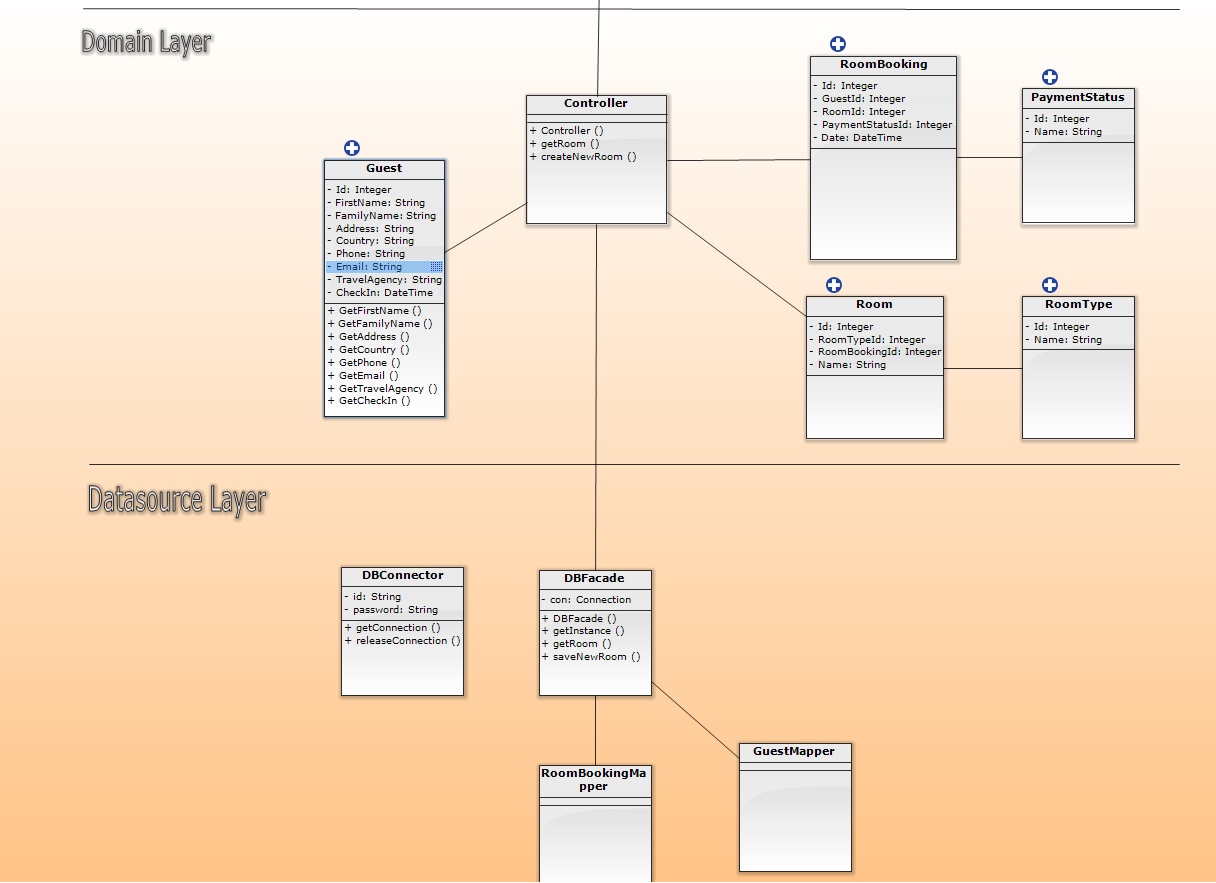 Domain Layer
Controller
+ Controller ()
+ getRoom ()
+ createNewRoom ()
RoomBooking
- Id: Integer
- GuestId: Integer
- RoomId: Integer
- PaymentStatusId: Integer
- Date: DateTime
PaymentStatus
- Id: Integer
- Name: String
Guest
- Id: Integer
- FirstName: String
- FamilyName: String
- Address: String
- Country: String
- Phone: String
- Email: String
- TravelAgency: String
- CheckIn: DateTime
+ GetFirstName ()
+ GetFamilyName ()
+ GetAddress ()
+ GetCountry ()
+ GetPhone ()
+ GetEmail ()
+ GetTravelAgency ()
+ GetCheckIn ()
Room
- Id: Integer
- RoomTypeId: Integer
- RoomBookingId: Integer
- Name: String
RoomType
- Id: Integer
- Name: String
Datasource Layer
DBConnector
- id: String
- password: String
+ getConnection ()
+ releaseConnection ()
DBFacade
- con: Connection
+ DBFacade ()
+ getInstance ()
+ getRoom ()
+ saveNewRoom ()
RoomBookingMa
pper
GuestMapper